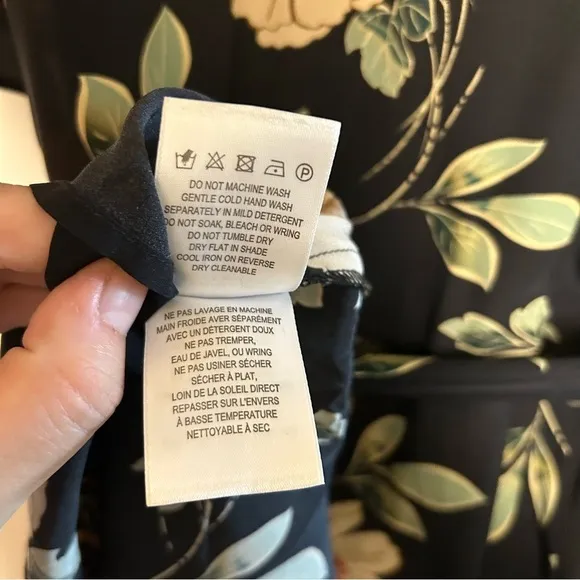 P
DO NOT MACHINE WASH
GENTLE COLD HAND WASH
SEPARATELY IN MILD DETERGENT
DO NOT SOAK, BLEACH OR WRING
DO NOT TUMBLE DRY
DRY FLAT IN SHADE
COOL IRON ON REVERSE
DRY CLEANABLE
NE PAS LAVAGE EN MACHINE
MAIN FROIDE AVER SÉPARÉMENT
AVEC UN DÉTERGENT DOUX
NE PAS TREMPER,
EAU DE JAVEL, OU WRING
NE PAS USINER SÉCHER
SÉCHER À PLAT,
LOIN DE LA SOLEIL DIRECT
REPASSER SUR L'ENVERS
À BASSE TEMPERATURE
NETTOYABLE À SEC